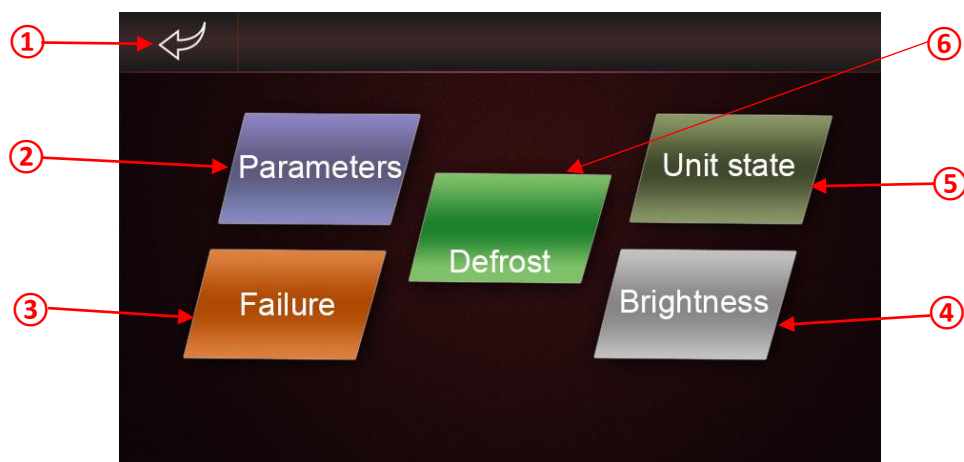 ①
⑥
②
Parameters
Unit state
⑤
Defrost
③
Failure
Brightness
④